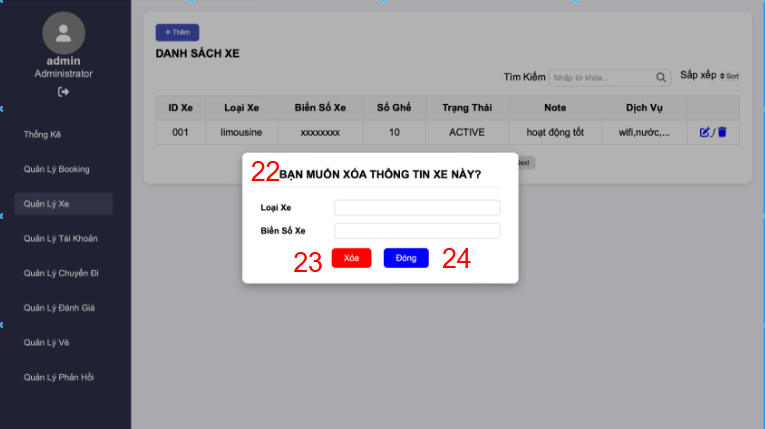 admin
Administrator
Thống Kê
Quản Lý Booking
Quản Lý Xe
Quản Lý Tài Khoản
Quản Lý Chuyến Đi
Quản Lý Đánh Giá
Quản Lý Vé
Quản Lý Phản Hồi
+ Thêm
DANH SÁCH XE
Tìm Kiếm Nhập từ khóa... Sắp xếp Sort
ID Xe Loại Xe Biển Số Xe Số Ghế Trạng Thái Note Dịch Vụ
001 limousine xxxxxxxx 10 ACTIVE hoạt động tốt wifi,nước,... /
22 BẠN MUỐN XÓA THÔNG TIN XE NÀY?
Loại Xe
Biển Số Xe
23 Xóa Đóng 24